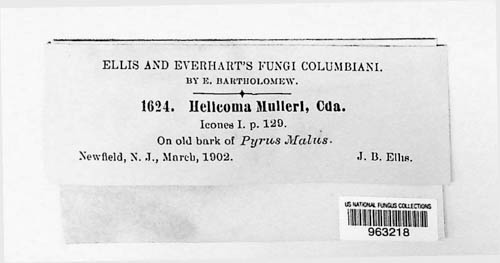 ELLIS AND EVERHART'S FUNGI COLUMBIANI.
BY E. BARTHOLOMEW.
1624. Helicoma Mulleri, Cda.
Icones I. p. 129.
On old bark of Pyrus Malus.
Newfield, N. J., March, 1902. J. B. Ellis.
US NATIONAL FUNGUS COLLECTIONS
963218